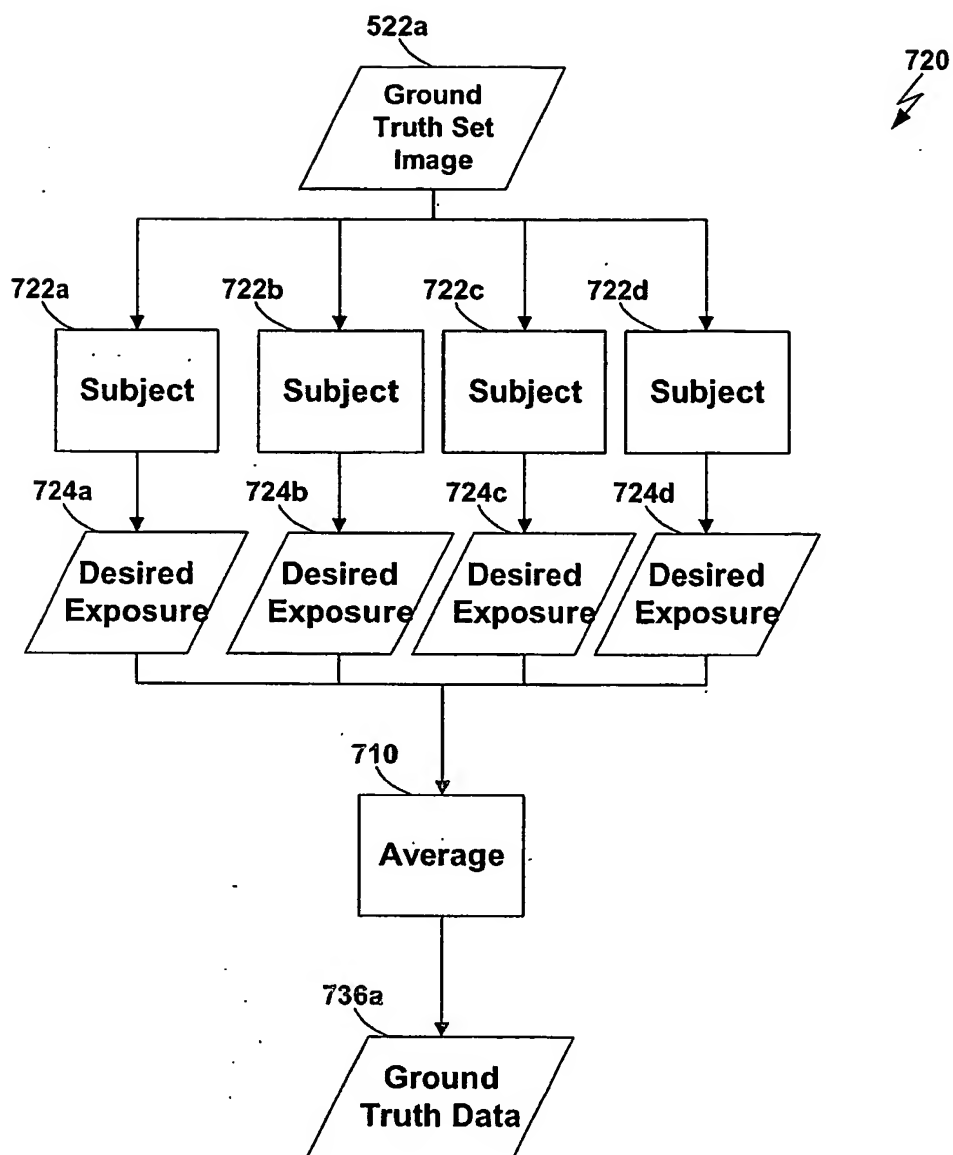 522a
720
Ground
Truth Set
Image
722a
722b
722c
722d
Subject
Subject
Subject
Subject
724a
724b
724c
724d
Desired
Exposure
Desired
Exposure
Desired
Exposure
Desired
Exposure
710
Average
736a
Ground
Truth Data